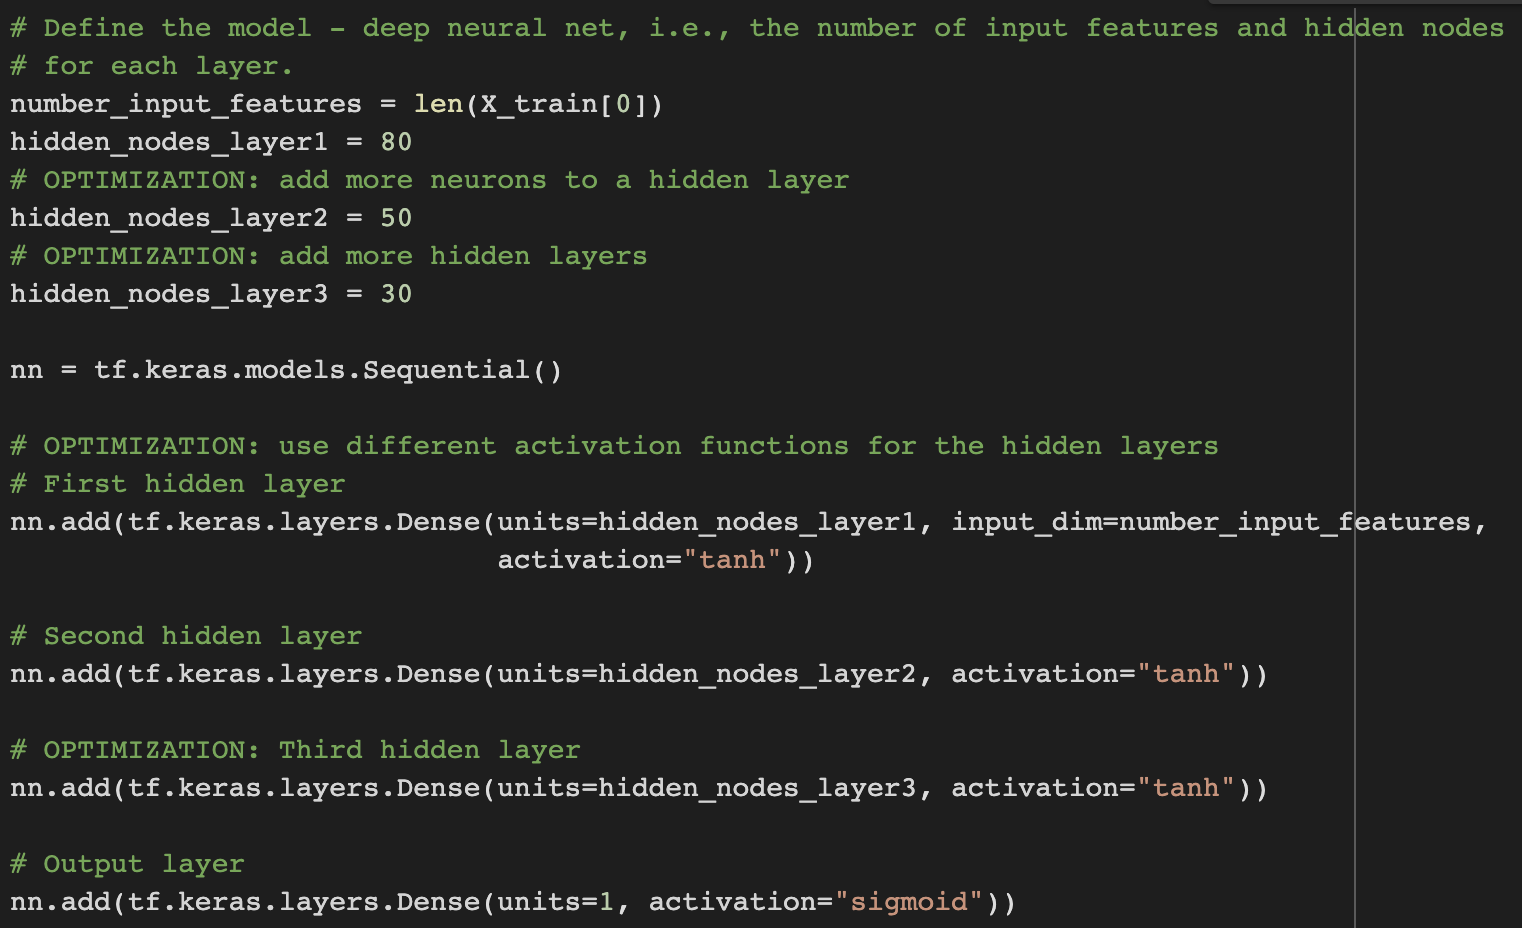 # Define the model - deep neural net, i.e., the number of input features and hidden nodes
# for each layer.
number_input_features = len(X_train[0])
hidden_nodes_layer1 = 80
# OPTIMIZATION: add more neurons to a hidden layer
hidden_nodes_layer2 = 50
# OPTIMIZATION: add more hidden layers
hidden_nodes_layer3 = 30

nn = tf.keras.models.Sequential()

# OPTIMIZATION: use different activation functions for the hidden layers
# First hidden layer
nn.add(tf.keras.layers.Dense(units=hidden_nodes_layer1, input_dim=number_input_features,
                             activation="tanh"))

# Second hidden layer
nn.add(tf.keras.layers.Dense(units=hidden_nodes_layer2, activation="tanh"))

# OPTIMIZATION: Third hidden layer
nn.add(tf.keras.layers.Dense(units=hidden_nodes_layer3, activation="tanh"))

# Output layer
nn.add(tf.keras.layers.Dense(units=1, activation="sigmoid"))